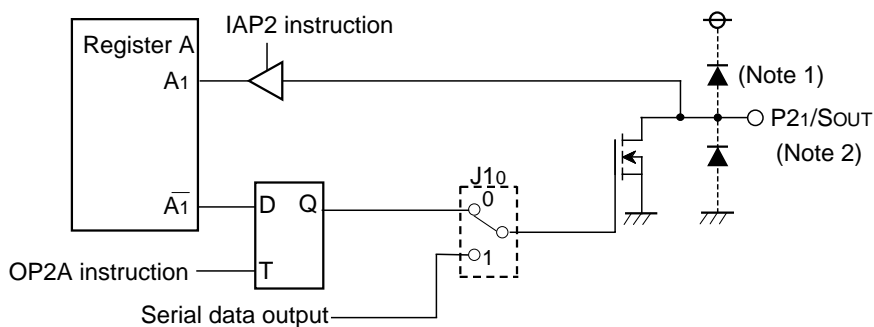 IAP2 instruction
Register A
A1
(Note 1)
P21/SOUT
(Note 2)
J10
0
A1
D Q
1
OP2A instruction
T
Serial data output